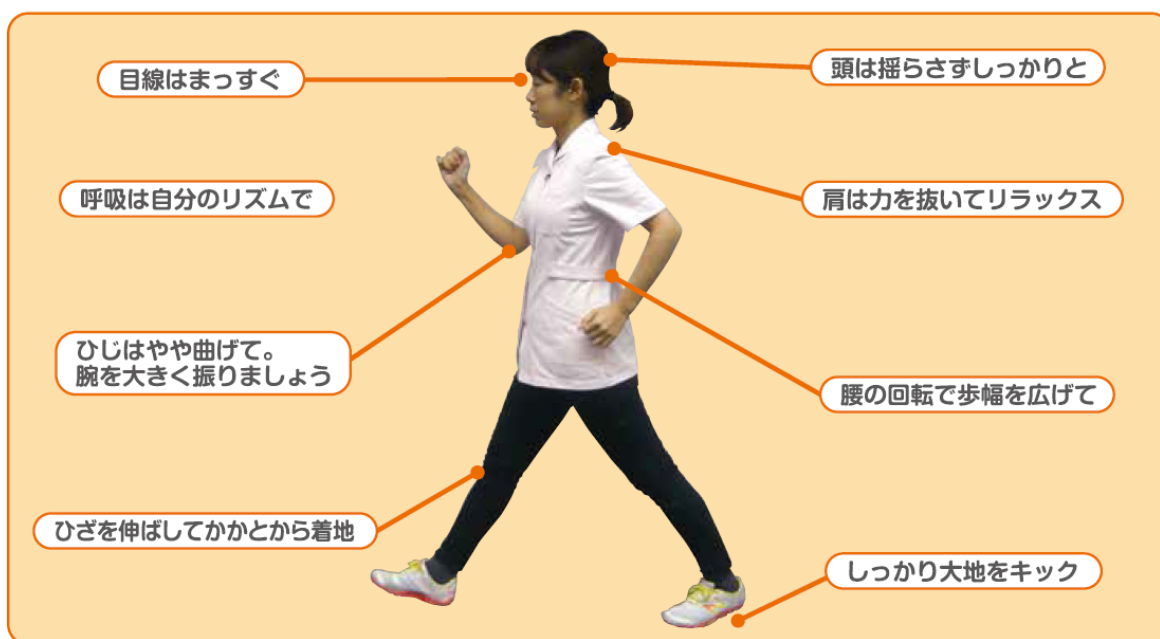 目線はまっすぐ
頭は揺らさずしっかりと
呼吸は自分のリズムで
肩は力を抜いてリラックス
ひじはやや曲げて。
腕を大きく振りましょう
腰の回転で歩幅を広げて
ひざを伸ばしてかかとから着地
しっかり大地をキック